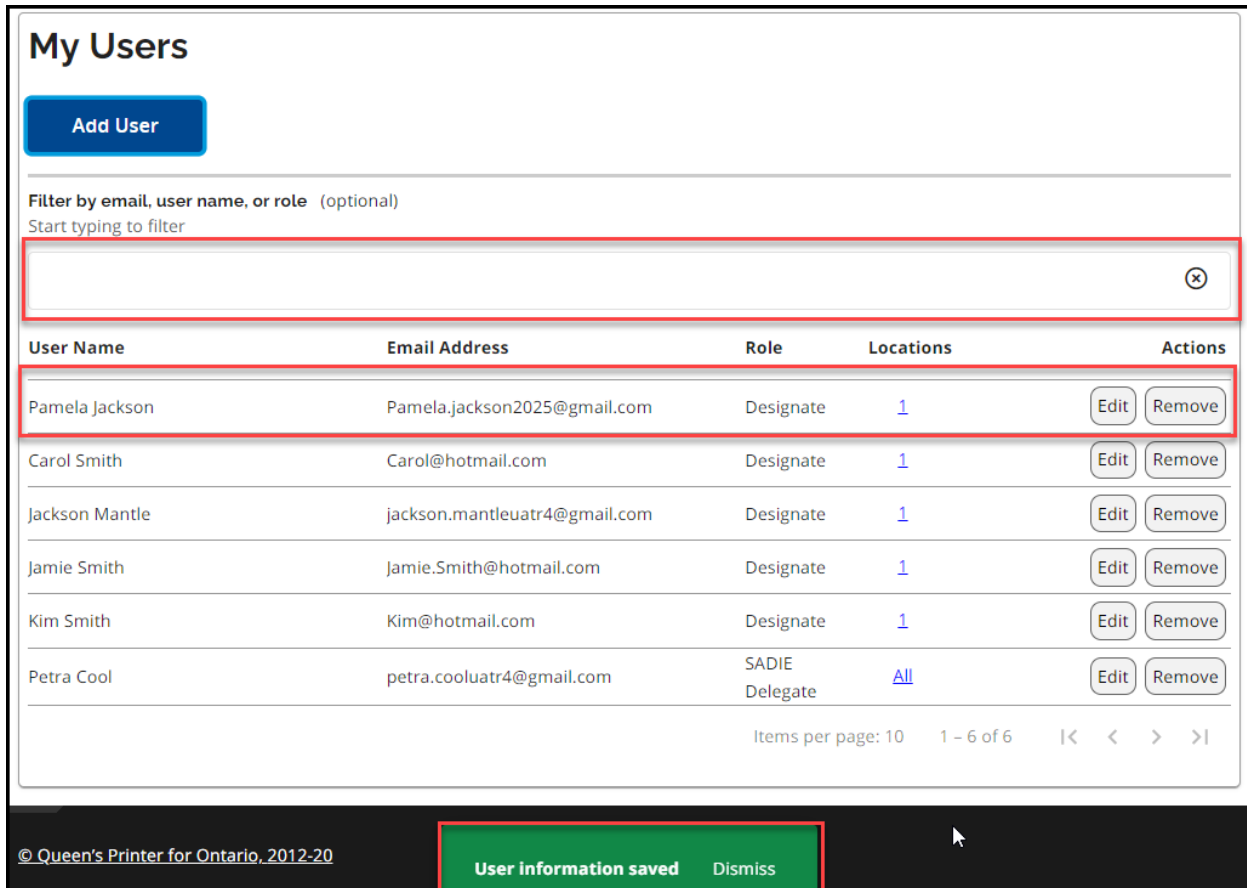 My Users
Add User
Filter by email, user name, or role (optional)
Start typing to filter
User Name Email Address Role Locations Actions
Pamela Jackson Pamela.jackson2025@gmail.com Designate 1 Edit Remove
Carol Smith Carol@hotmail.com Designate 1 Edit Remove
Jackson Mantle jackson.mantleuatr4@gmail.com Designate 1 Edit Remove
Jamie Smith Jamie.Smith@hotmail.com Designate 1 Edit Remove
Kim Smith Kim@hotmail.com Designate 1 Edit Remove
Petra Cool petra.cooluatr4@gmail.com SADIE Delegate All Edit Remove
Items per page: 10 1 – 6 of 6
© Queen's Printer for Ontario, 2012-20
User information saved Dismiss